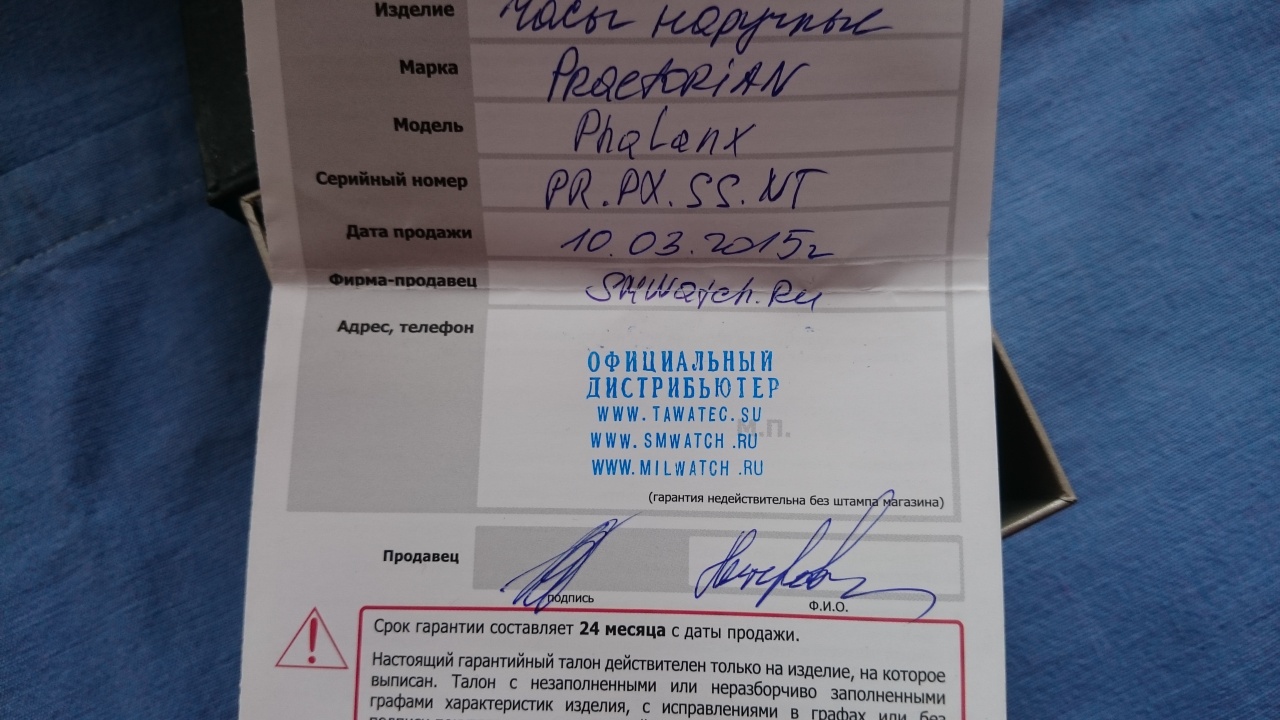 Изделие Часы наручные
Марка PRAetoRiAN
Модель PhaLanx
Серийный номер PR.PX.SS.NT
Дата продажи 10.03.2015г
Фирма-продавец SMWatch.Ru
Адрес, телефон
ОФИЦИАЛЬНЫЙ
ДИСТРИБЬЮТЕР
WWW.TAWATEC.SU
М.П.
WWW.SMWATCH.RU
WWW.MILWATCH.RU
(гарантия недействительна без штампа магазина)
Продавец
подпись
Ф.И.О.
Срок гарантии составляет 24 месяца с даты продажи.
Настоящий гарантийный талон действителен только на изделие, на которое
выписан. Талон с незаполненными или неразборчиво заполненными
графами характеристик изделия, с исправлениями в графах или без